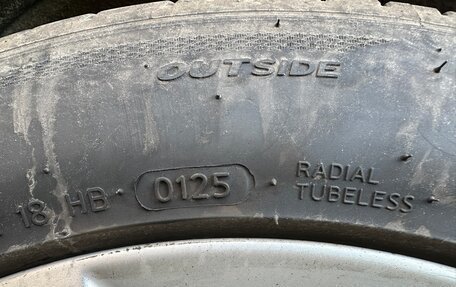 OUTSIDE
18 HB 0125
RADIAL
TUBELESS